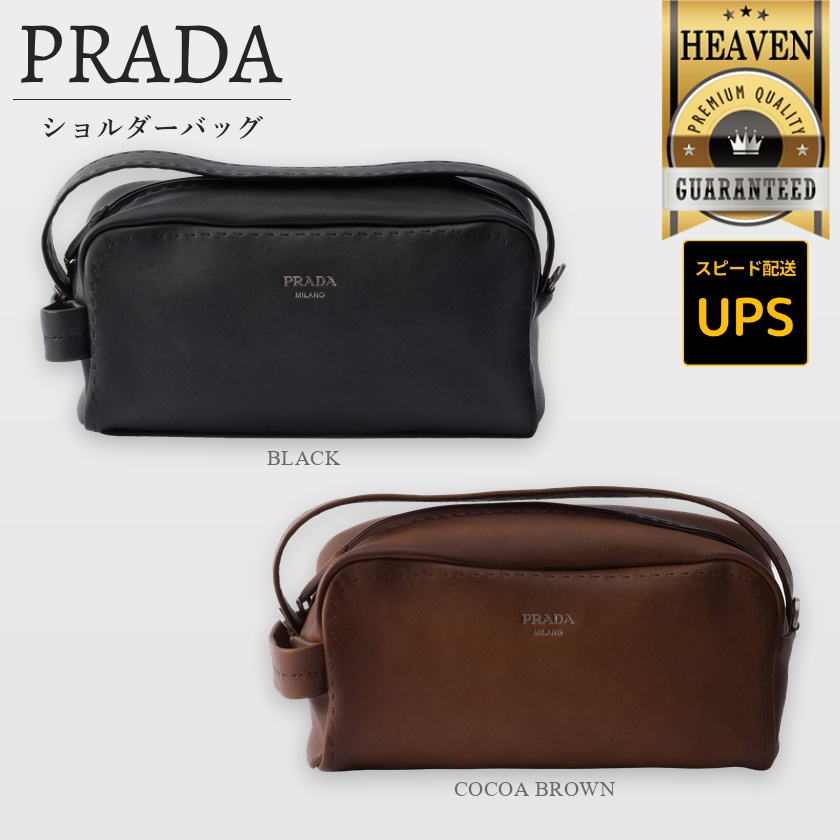 PRADA
ショルダーバッグ
HEAVEN
PREMIUM QUALITY
GUARANTEED
スピード配送
UPS
PRADA
MILANO
BLACK
PRADA
MILANO
COCOA BROWN